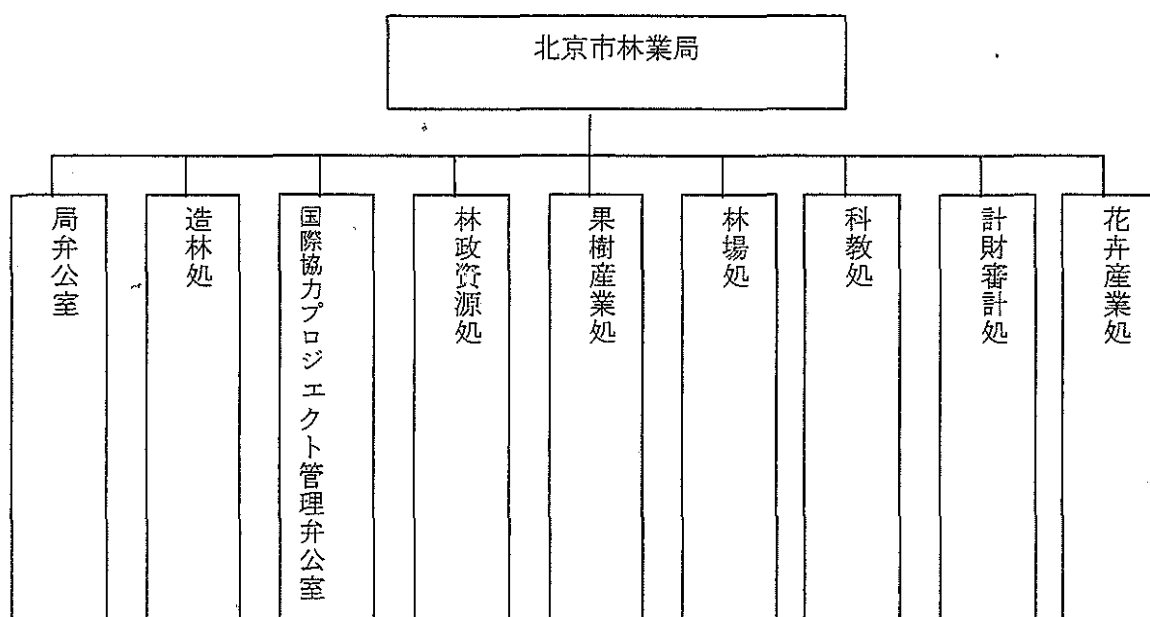 北京市林業局
局弁公室
造林処
国際協力プロジェクト管理弁公室
林政資源処
果樹産業処
林場処
科教処
計財審計処
花卉産業処